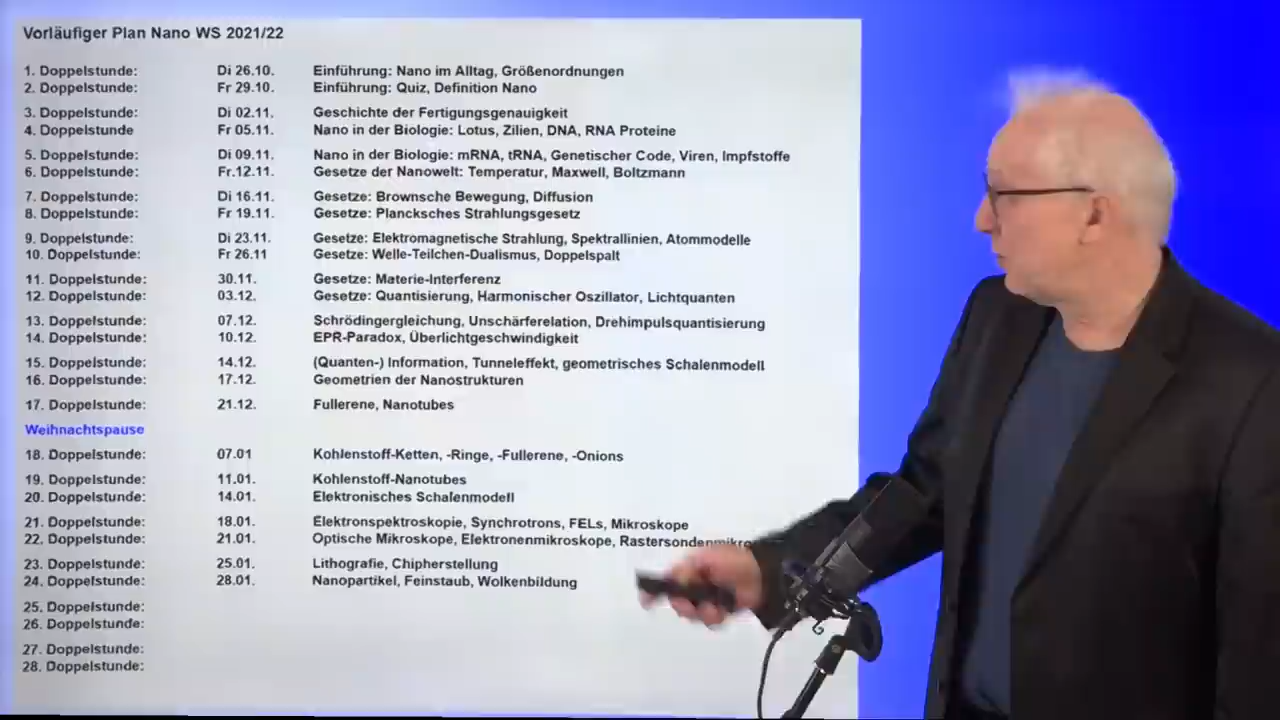 Vorläufiger Plan Nano WS 2021/22
1. Doppelstunde: Di 26.10. Einführung: Nano im Alltag, Größenordnungen
2. Doppelstunde: Fr 29.10. Einführung: Quiz, Definition Nano
3. Doppelstunde: Di 02.11. Geschichte der Fertigungsgenauigkeit
4. Doppelstunde Fr 05.11. Nano in der Biologie: Lotus, Zilien, DNA, RNA Proteine
5. Doppelstunde: Di 09.11. Nano in der Biologie: mRNA, tRNA, Genetischer Code, Viren, Impfstoffe
6. Doppelstunde: Fr.12.11. Gesetze der Nanowelt: Temperatur, Maxwell, Boltzmann
7. Doppelstunde: Di 16.11. Gesetze: Brownsche Bewegung, Diffusion
8. Doppelstunde: Fr 19.11. Gesetze: Plancksches Strahlungsgesetz
9. Doppelstunde: Di 23.11. Gesetze: Elektromagnetische Strahlung, Spektrallinien, Atommodelle
10. Doppelstunde: Fr 26.11 Gesetze: Welle-Teilchen-Dualismus, Doppelspalt
11. Doppelstunde: 30.11. Gesetze: Materie-Interferenz
12. Doppelstunde: 03.12. Gesetze: Quantisierung, Harmonischer Oszillator, Lichtquanten
13. Doppelstunde: 07.12. Schrödingergleichung, Unschärferelation, Drehimpulsquantisierung
14. Doppelstunde: 10.12. EPR-Paradox, Überlichtgeschwindigkeit
15. Doppelstunde: 14.12. (Quanten-) Information, Tunneleffekt, geometrisches Schalenmodell
16. Doppelstunde: 17.12. Geometrien der Nanostrukturen
17. Doppelstunde: 21.12. Fullerene, Nanotubes
Weihnachtspause
18. Doppelstunde: 07.01 Kohlenstoff-Ketten, -Ringe, -Fullerene, -Onions
19. Doppelstunde: 11.01. Kohlenstoff-Nanotubes
20. Doppelstunde: 14.01. Elektronisches Schalenmodell
21. Doppelstunde: 18.01. Elektronspektroskopie, Synchrotrons, FELs, Mikroskope
22. Doppelstunde: 21.01. Optische Mikroskope, Elektronenmikroskope,
23. Doppelstunde: 25.01. Lithografie, Chipherstellung
24. Doppelstunde: 28.01. Nanopartikel, Feinstaub, Wolkenbildung
25. Doppelstunde:
26. Doppelstunde:
27. Doppelstunde:
28. Doppelstunde: